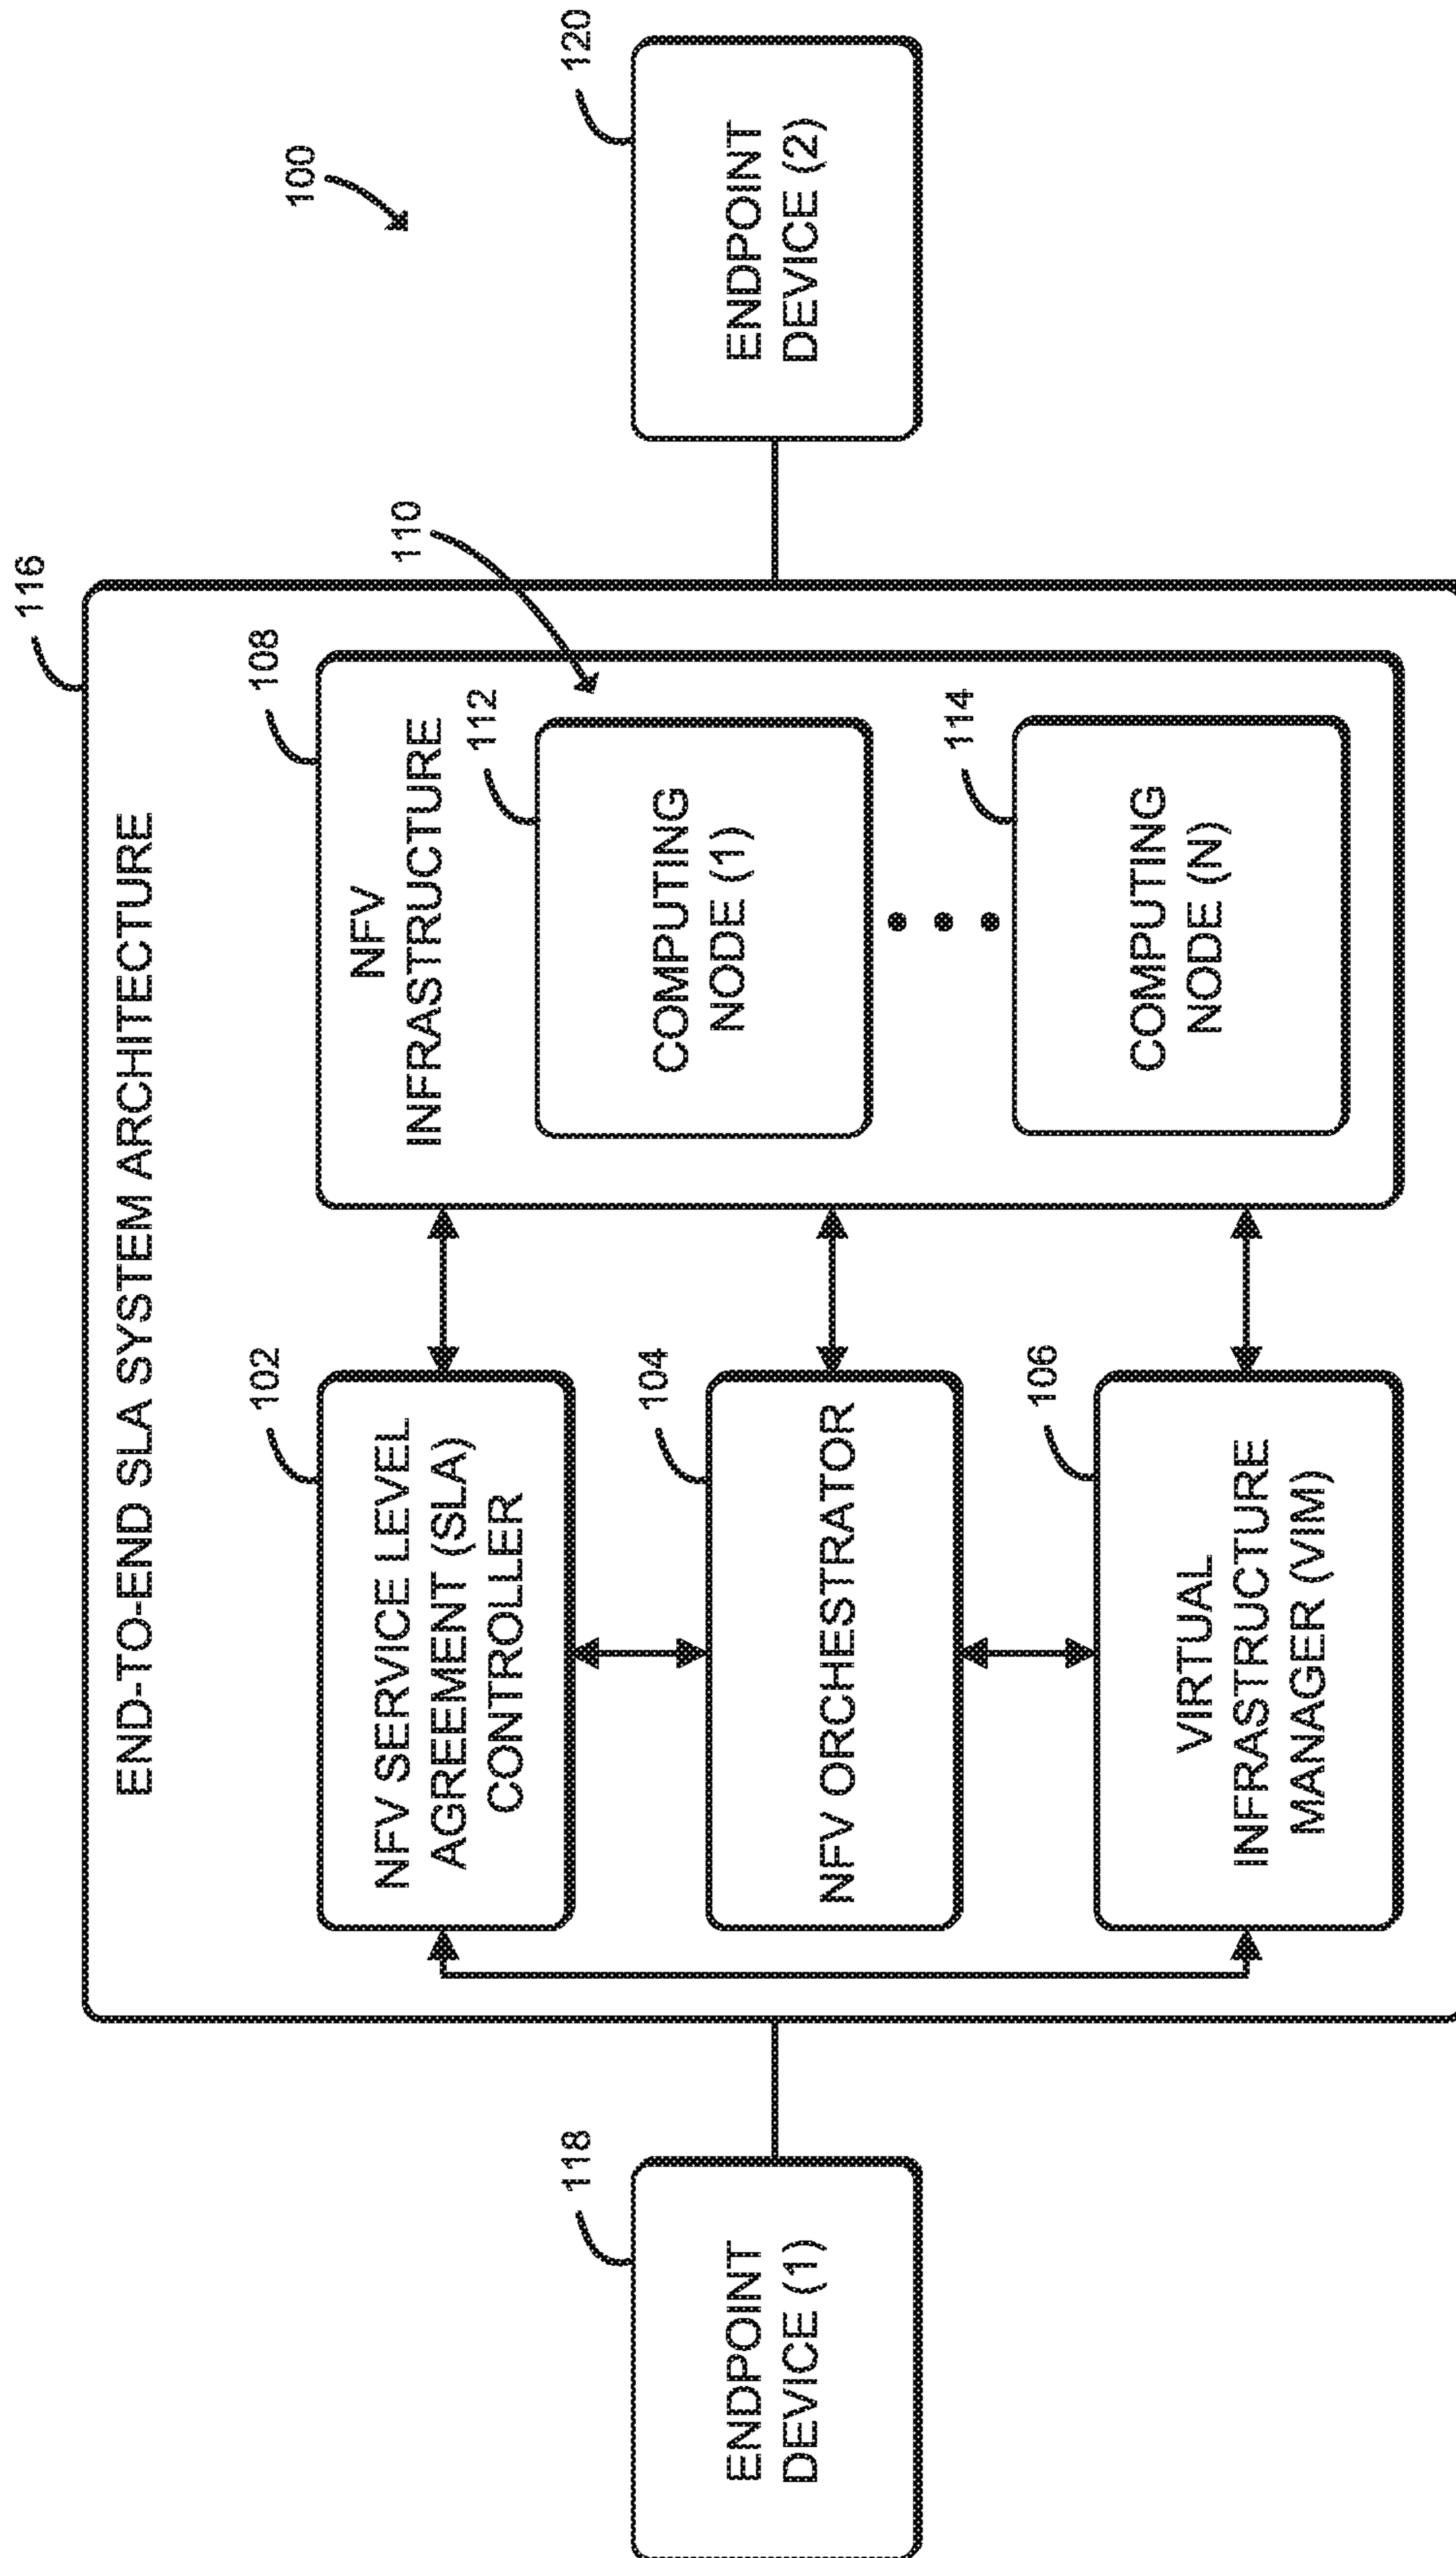 100
116
END-TO-END SLA SYSTEM ARCHITECTURE
102
NFV SERVICE LEVEL
AGREEMENT (SLA)
CONTROLLER
104
NFV ORCHESTRATOR
106
VIRTUAL
INFRASTRUCTURE
MANAGER (VIM)
108
NFV
INFRASTRUCTURE
110
112
COMPUTING
NODE (1)
114
COMPUTING
NODE (N)
118
ENDPOINT
DEVICE (1)
120
ENDPOINT
DEVICE (2)